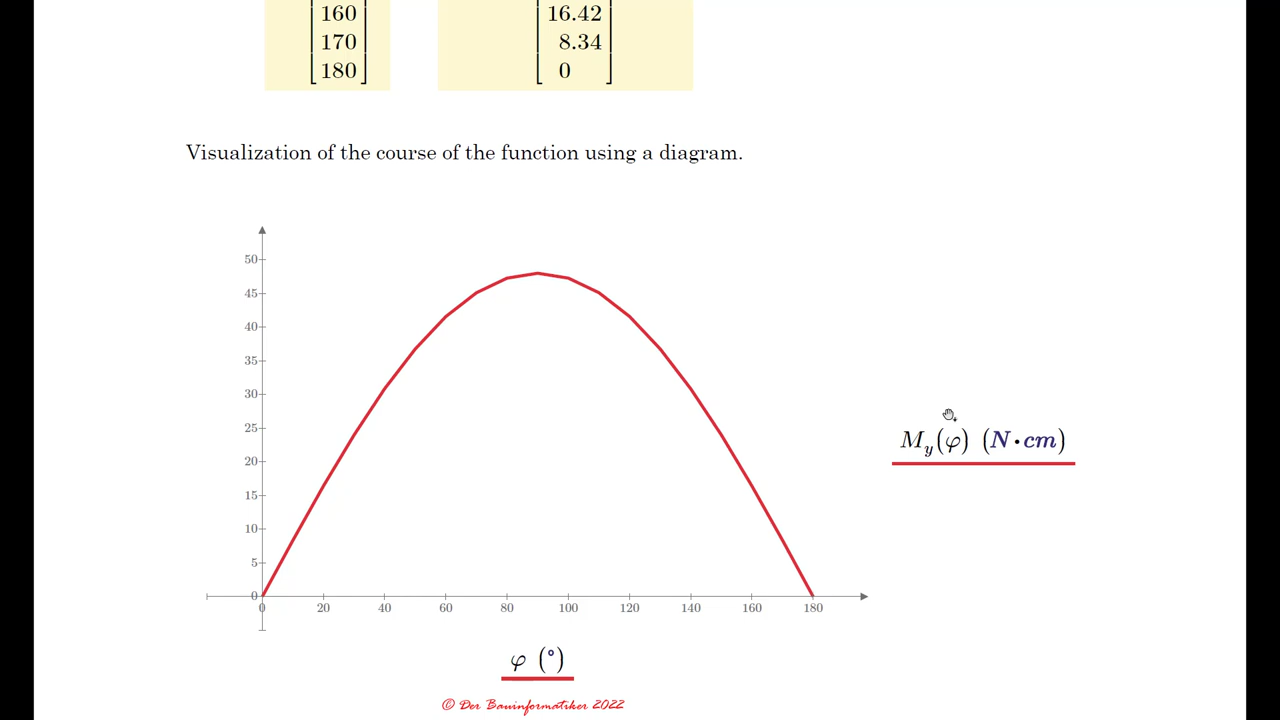 160 16.42
170 8.34
180 0
Visualization of the course of the function using a diagram.
50
45
40
35
30
25
20
15
10
5
0
0 20 40 60 80 100 120 140 160 180
M_y(φ) (N·cm)
φ (°)
© Der Bauinformatiker 2022